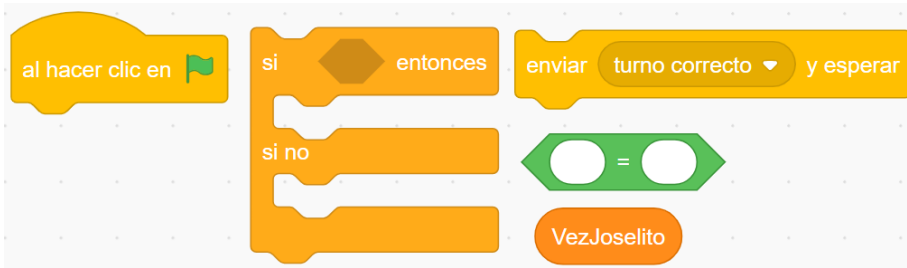 al hacer clic en
si entonces
si no
enviar turno correcto y esperar
=
VezJoselito